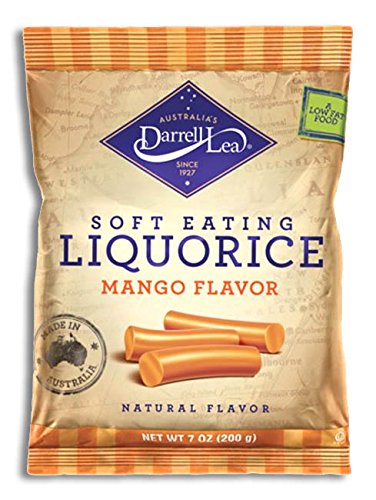 AUSTRALIA'S
Darrell Lea®
SINCE
1927
A
LOW FAT
FOOD
SOFT EATING
LIQUORICE
MANGO FLAVOR
MADE IN
AUSTRALIA
NATURAL FLAVOR
NET WT 7 OZ (200 g)